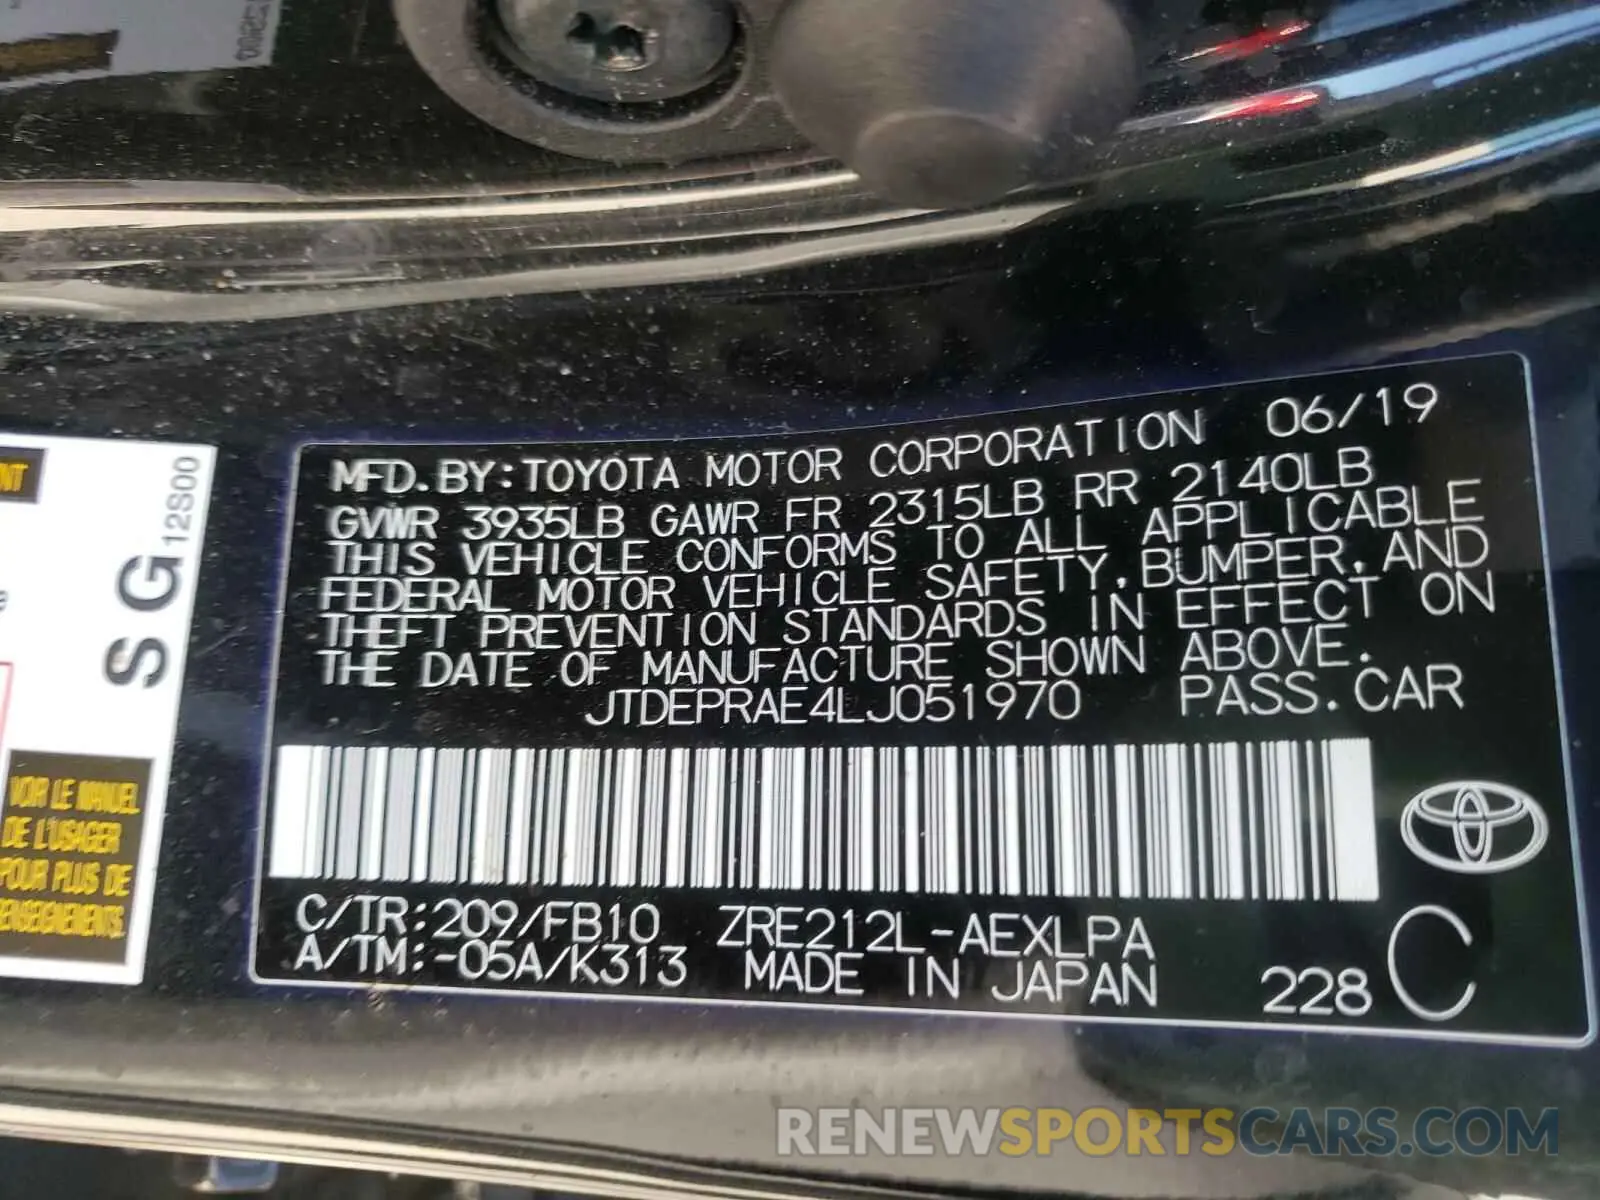 MFD.BY:TOYOTA MOTOR CORPORATION 06/19
GVWR 3935LB GAWR FR 2315LB RR 2140LB
THIS VEHICLE CONFORMS TO ALL APPLICABLE
FEDERAL MOTOR VEHICLE SAFETY,BUMPER,AND
THEFT PREVENTION STANDARDS IN EFFECT ON
THE DATE OF MANUFACTURE SHOWN ABOVE.
JTDEPRAE4LJ051970 PASS.CAR
C/TR:209/FB10 ZRE212L-AEXLPA
A/TM:-05A/K313 MADE IN JAPAN 228 C
SG
12S00
VOIR LE MANUEL
DE L'USAGER
POUR PLUS DE
RENEWSPORTSCARS.COM